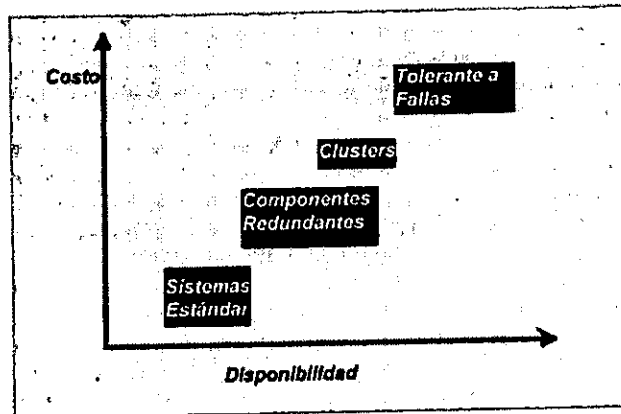 Costo
Tolerante a
Fallas
Clusters
Componentes
Redundantes
Sistemas
Estándar
Disponibilidad